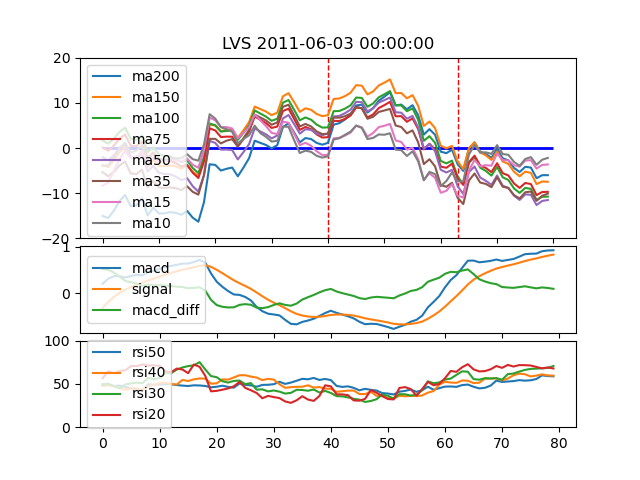 LVS 2011-06-03 00:00:00
20
10
0
−10
−20
ma200
ma150
ma100
ma75
ma50
ma35
ma15
ma10
1
0
macd
signal
macd_diff
100
50
0
rsi50
rsi40
rsi30
rsi20
0 10 20 30 40 50 60 70 80